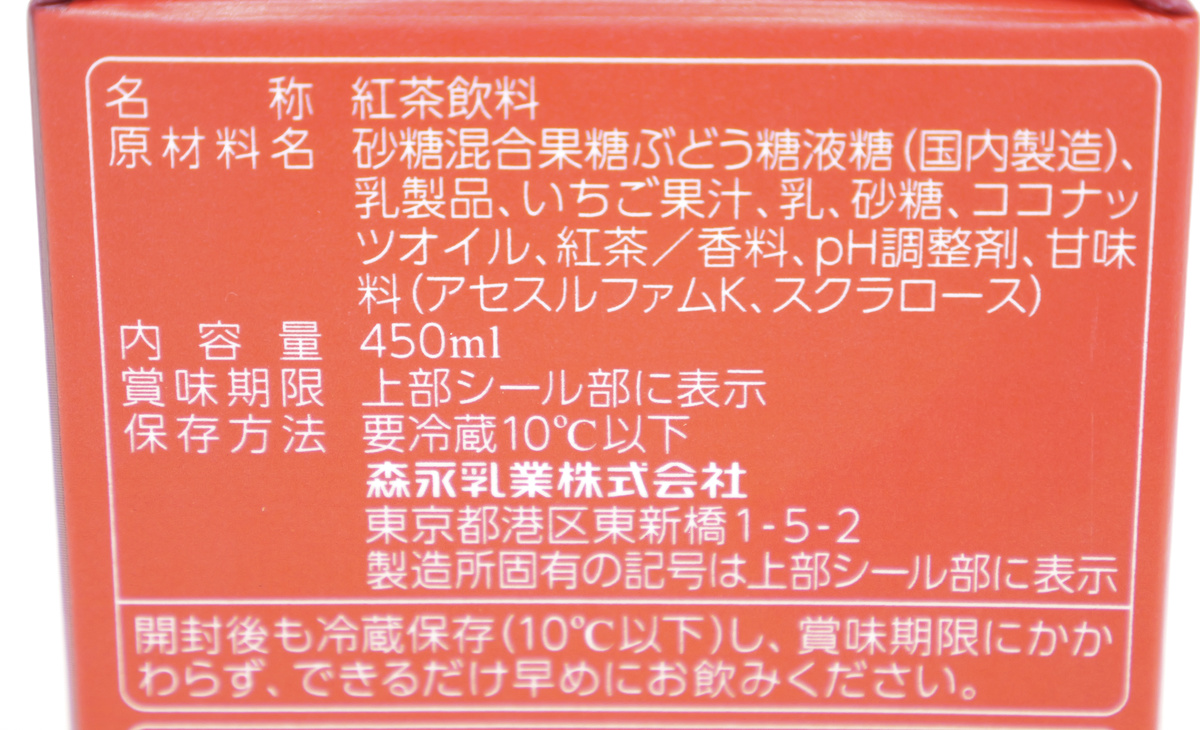 名称 紅茶飲料
原材料名 砂糖混合果糖ぶどう糖液糖(国内製造)、
乳製品、いちご果汁、乳、砂糖、ココナッ
ツオイル、紅茶／香料、pH調整剤、甘味
料(アセスルファムK、スクラロース)
内容量 450ml
賞味期限 上部シール部に表示
保存方法 要冷蔵10℃以下
森永乳業株式会社
東京都港区東新橋1-5-2
製造所固有の記号は上部シール部に表示
開封後も冷蔵保存(10℃以下)し、賞味期限にかか
わらず、できるだけ早めにお飲みください。